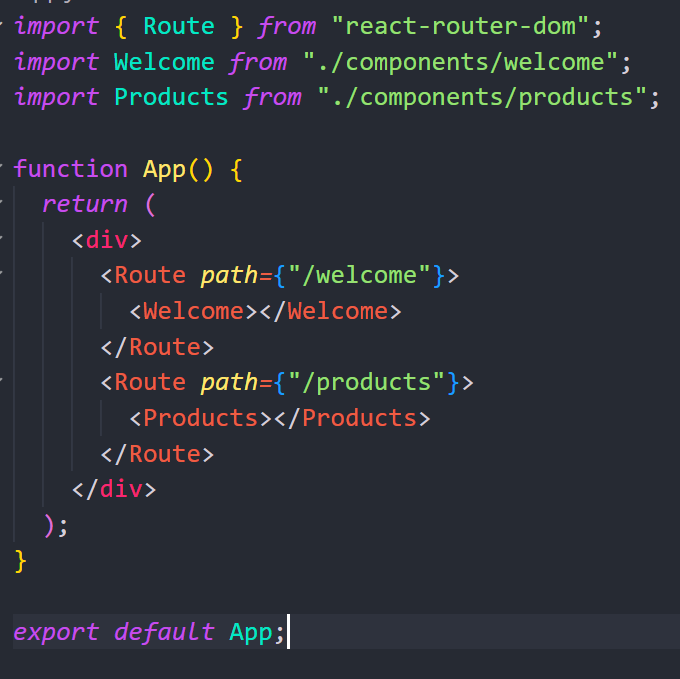 import { Route } from "react-router-dom";
import Welcome from "./components/welcome";
import Products from "./components/products";

function App() {
  return (
    <div>
      <Route path={"/welcome"}>
        <Welcome></Welcome>
      </Route>
      <Route path={"/products"}>
        <Products></Products>
      </Route>
    </div>
  );
}

export default App;